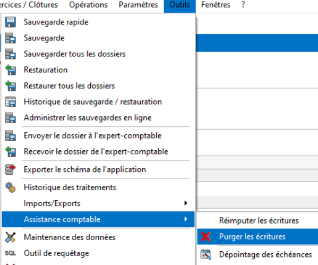 ercices / Clôtures Opérations Paramètres Outils Fenêtres ?
Sauvegarde rapide
Sauvegarde
Sauvegarder tous les dossiers
Restauration
Restaurer tous les dossiers
Historique de sauvegarde / restauration
Administrer les sauvegardes en ligne
Envoyer le dossier à l'expert-comptable
Recevoir le dossier de l'expert-comptable
Exporter le schéma de l'application
Historique des traitements
Imports/Exports
Assistance comptable
Réimputer les écritures
Maintenance des données
Purger les écritures
SQL Outil de requêtage
Dépointage des échéances